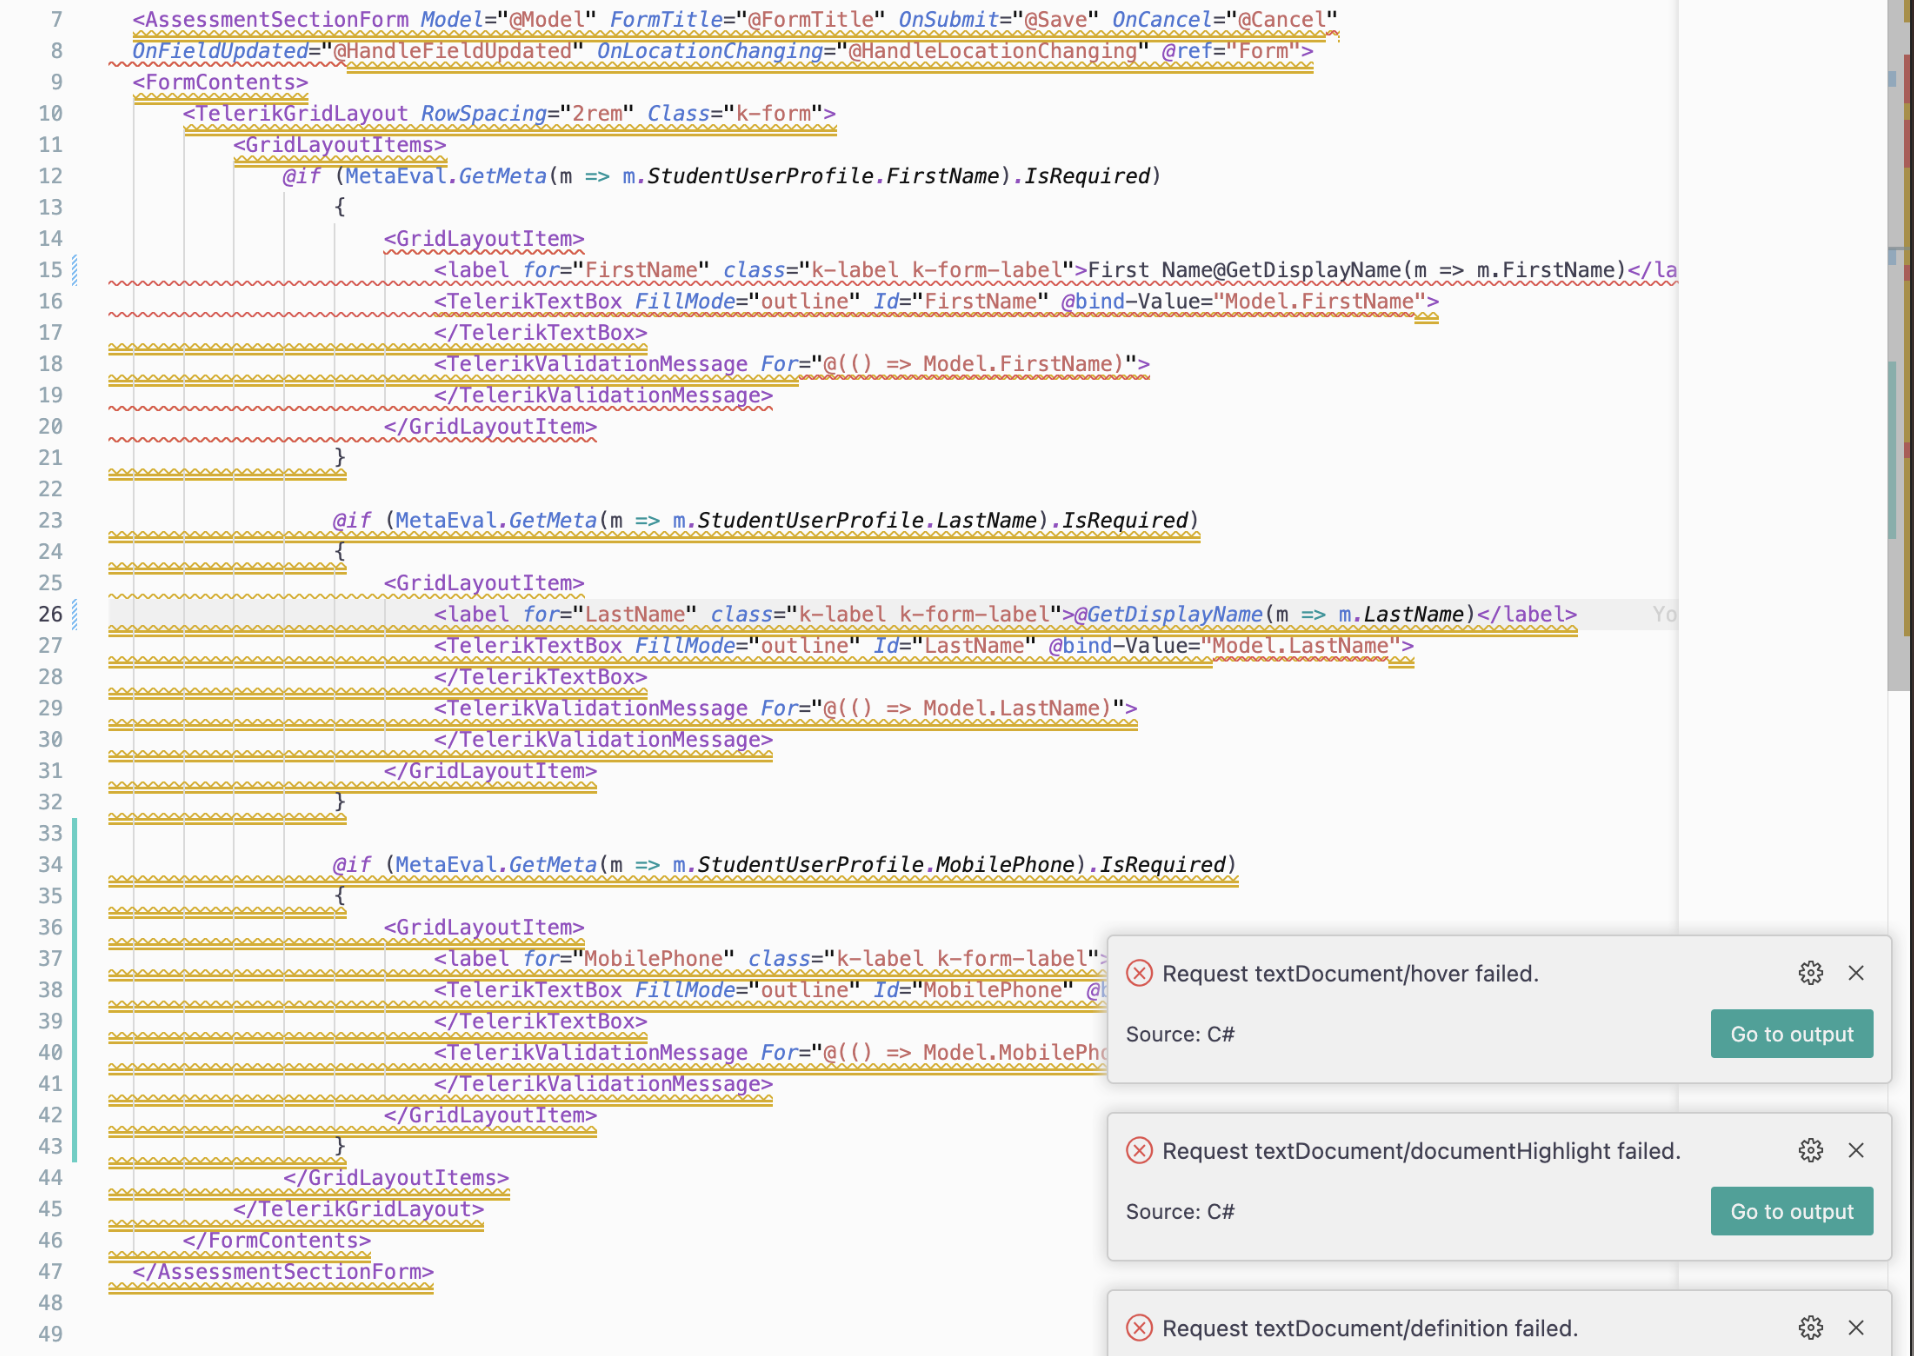 7 <AssessmentSectionForm Model="@Model" FormTitle="@FormTitle" OnSubmit="@Save" OnCancel="@Cancel"
8 OnFieldUpdated="@HandleFieldUpdated" OnLocationChanging="@HandleLocationChanging" @ref="Form">
9 <FormContents>
10 <TelerikGridLayout RowSpacing="2rem" Class="k-form">
11 <GridLayoutItems>
12 @if (MetaEval.GetMeta(m => m.StudentUserProfile.FirstName).IsRequired)
13 {
14 <GridLayoutItem>
15 <label for="FirstName" class="k-label k-form-label">First Name@GetDisplayName(m => m.FirstName)</la
16 <TelerikTextBox FillMode="outline" Id="FirstName" @bind-Value="Model.FirstName">
17 </TelerikTextBox>
18 <TelerikValidationMessage For="@(() => Model.FirstName)">
19 </TelerikValidationMessage>
20 </GridLayoutItem>
21 }
22
23 @if (MetaEval.GetMeta(m => m.StudentUserProfile.LastName).IsRequired)
24 {
25 <GridLayoutItem>
26 <label for="LastName" class="k-label k-form-label">@GetDisplayName(m => m.LastName)</label> Yo
27 <TelerikTextBox FillMode="outline" Id="LastName" @bind-Value="Model.LastName">
28 </TelerikTextBox>
29 <TelerikValidationMessage For="@(() => Model.LastName)">
30 </TelerikValidationMessage>
31 </GridLayoutItem>
32 }
33
34 @if (MetaEval.GetMeta(m => m.StudentUserProfile.MobilePhone).IsRequired)
35 {
36 <GridLayoutItem>
37 <label for="MobilePhone" class="k-label k-form-label">
38 <TelerikTextBox FillMode="outline" Id="MobilePhone" @b
39 </TelerikTextBox>
40 <TelerikValidationMessage For="@(() => Model.MobilePho
41 </TelerikValidationMessage>
42 </GridLayoutItem>
43 }
44 </GridLayoutItems>
45 </TelerikGridLayout>
46 </FormContents>
47 </AssessmentSectionForm>
48
49
Request textDocument/hover failed.
Source: C#
Go to output
Request textDocument/documentHighlight failed.
Source: C#
Go to output
Request textDocument/definition failed.